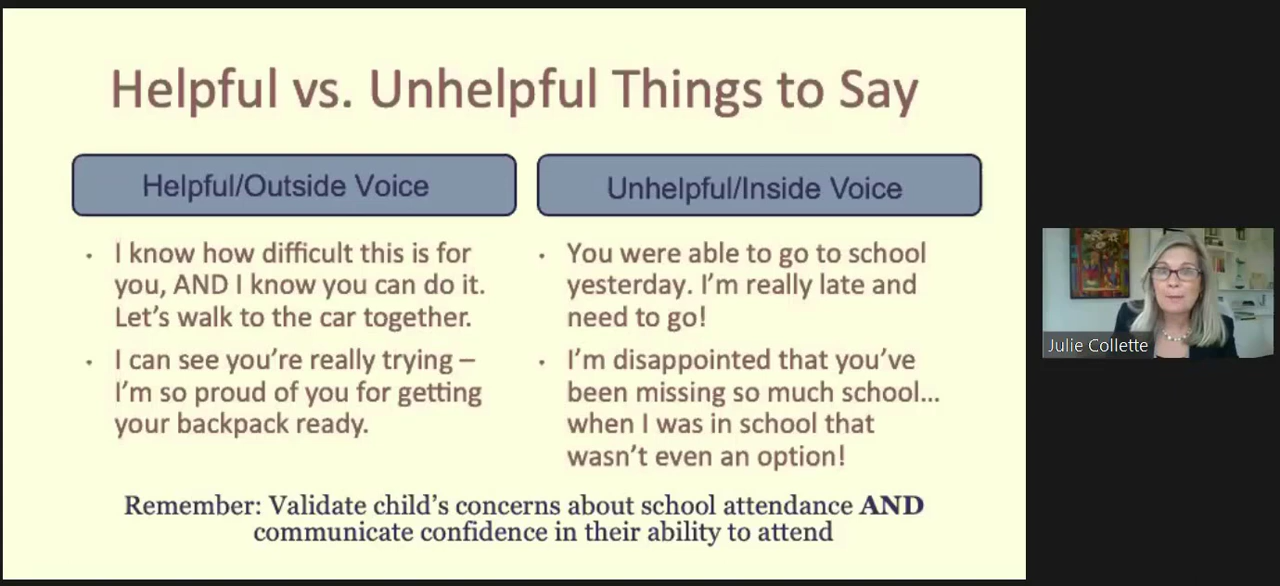 Helpful vs. Unhelpful Things to Say
Helpful/Outside Voice
• I know how difficult this is for
you, AND I know you can do it.
Let's walk to the car together.
• I can see you're really trying –
I'm so proud of you for getting
your backpack ready.
Unhelpful/Inside Voice
• You were able to go to school
yesterday. I'm really late and
need to go!
• I'm disappointed that you've
been missing so much school...
when I was in school that
wasn't even an option!
Remember: Validate child's concerns about school attendance AND
communicate confidence in their ability to attend
Julie Collette